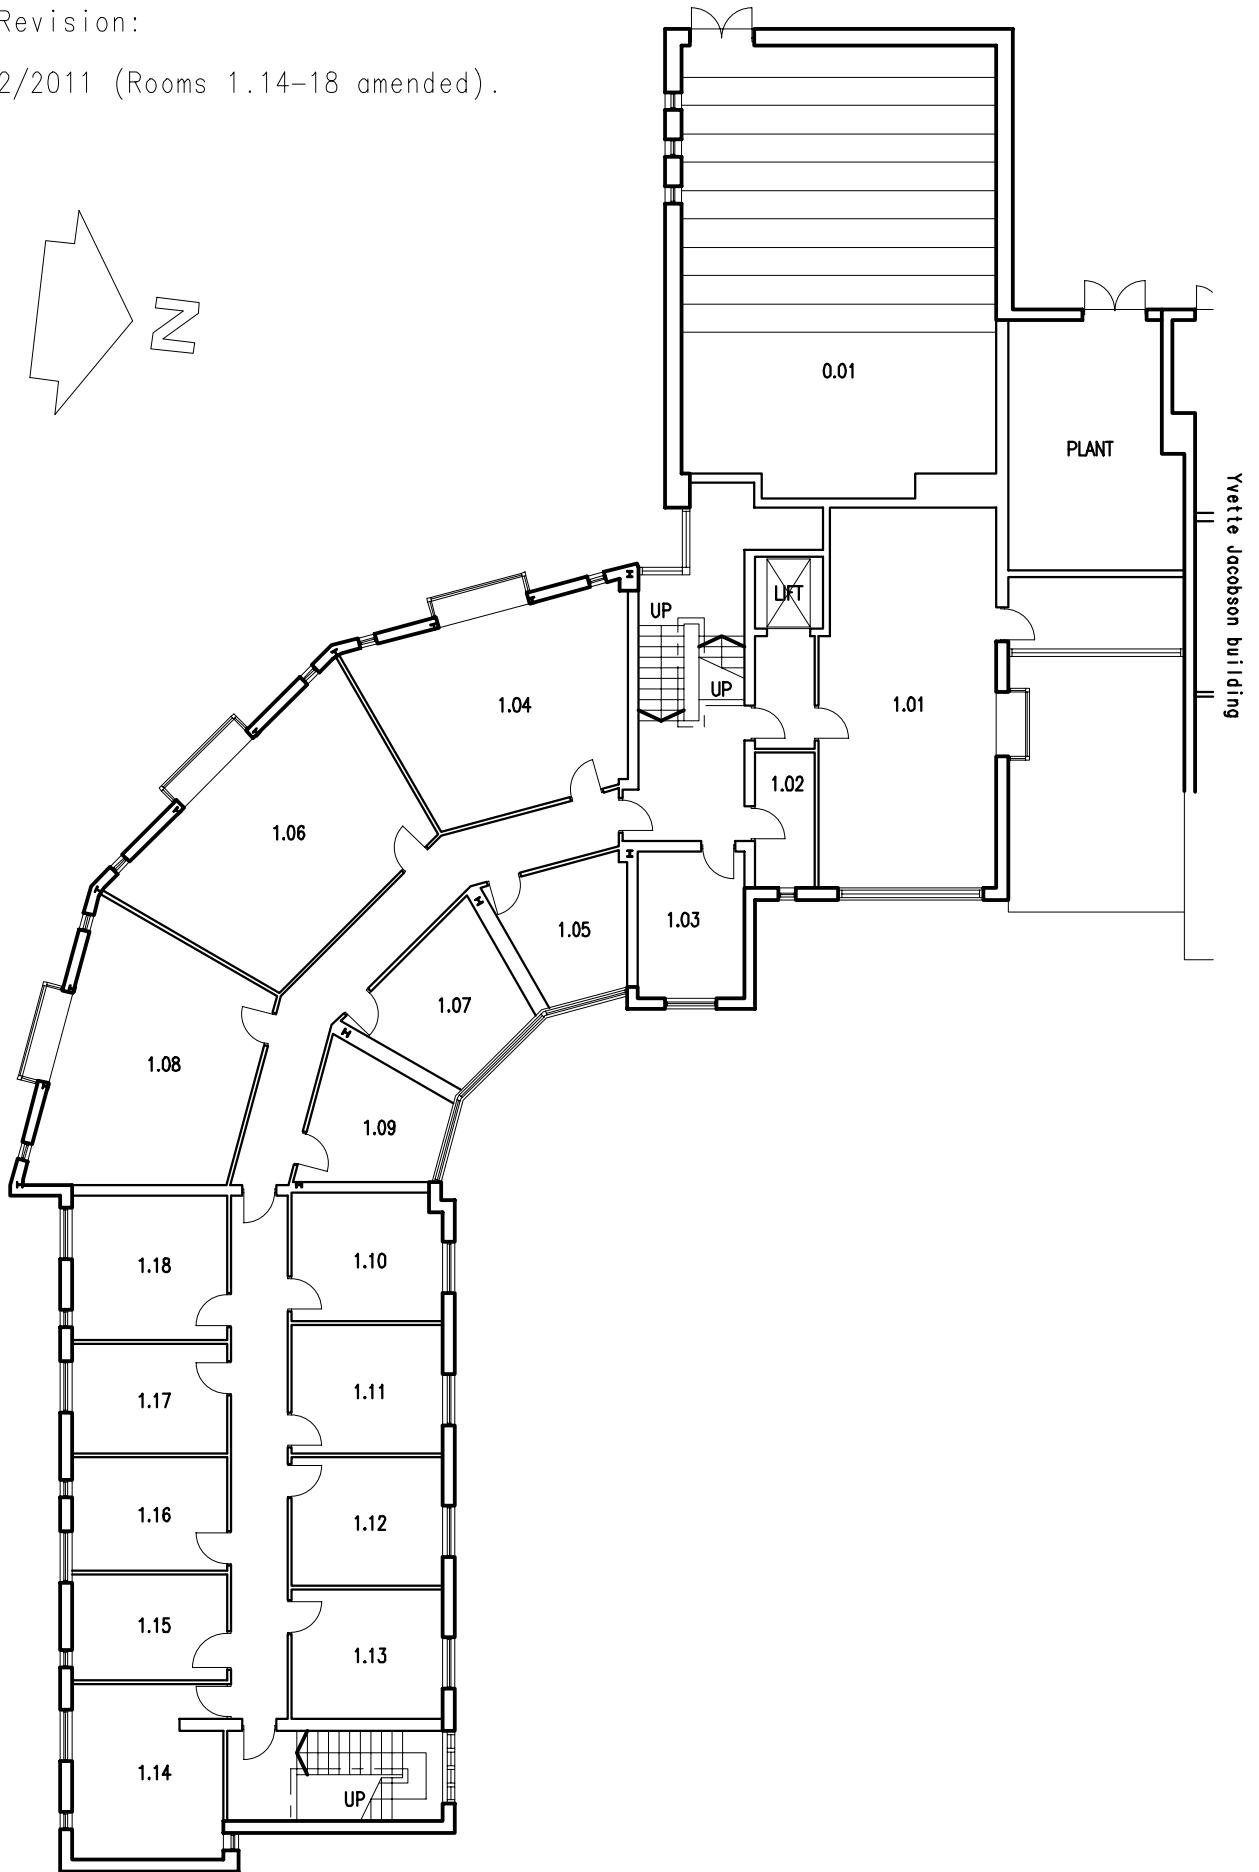 Revision:
2/2011 (Rooms 1.14-18 amended).
N
0.01
PLANT
Yvette Jacobson building
LIFT
UP
UP
1.04
1.01
1.02
1.06
1.05
1.03
1.07
1.08
1.09
1.18
1.10
1.17
1.11
1.16
1.12
1.15
1.13
1.14
UP